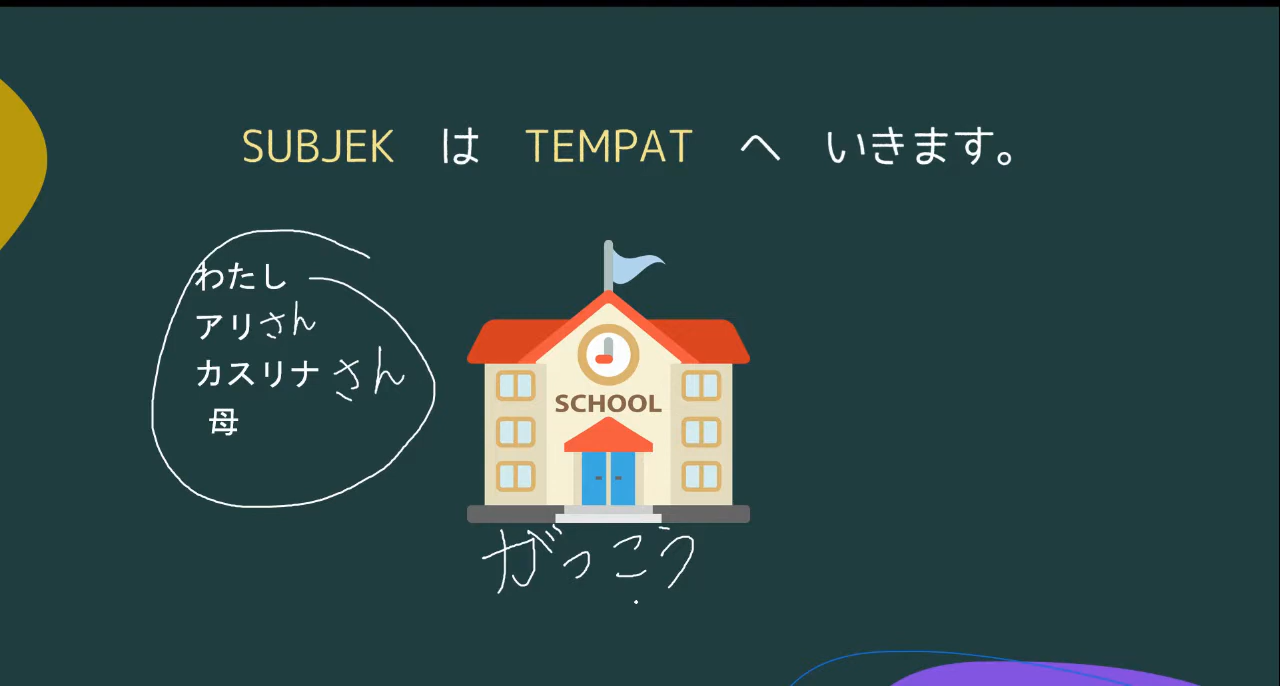 SUBJEK は TEMPAT へ いきます。
わたし
アリさん
カスリナさん
母
SCHOOL
がっこう